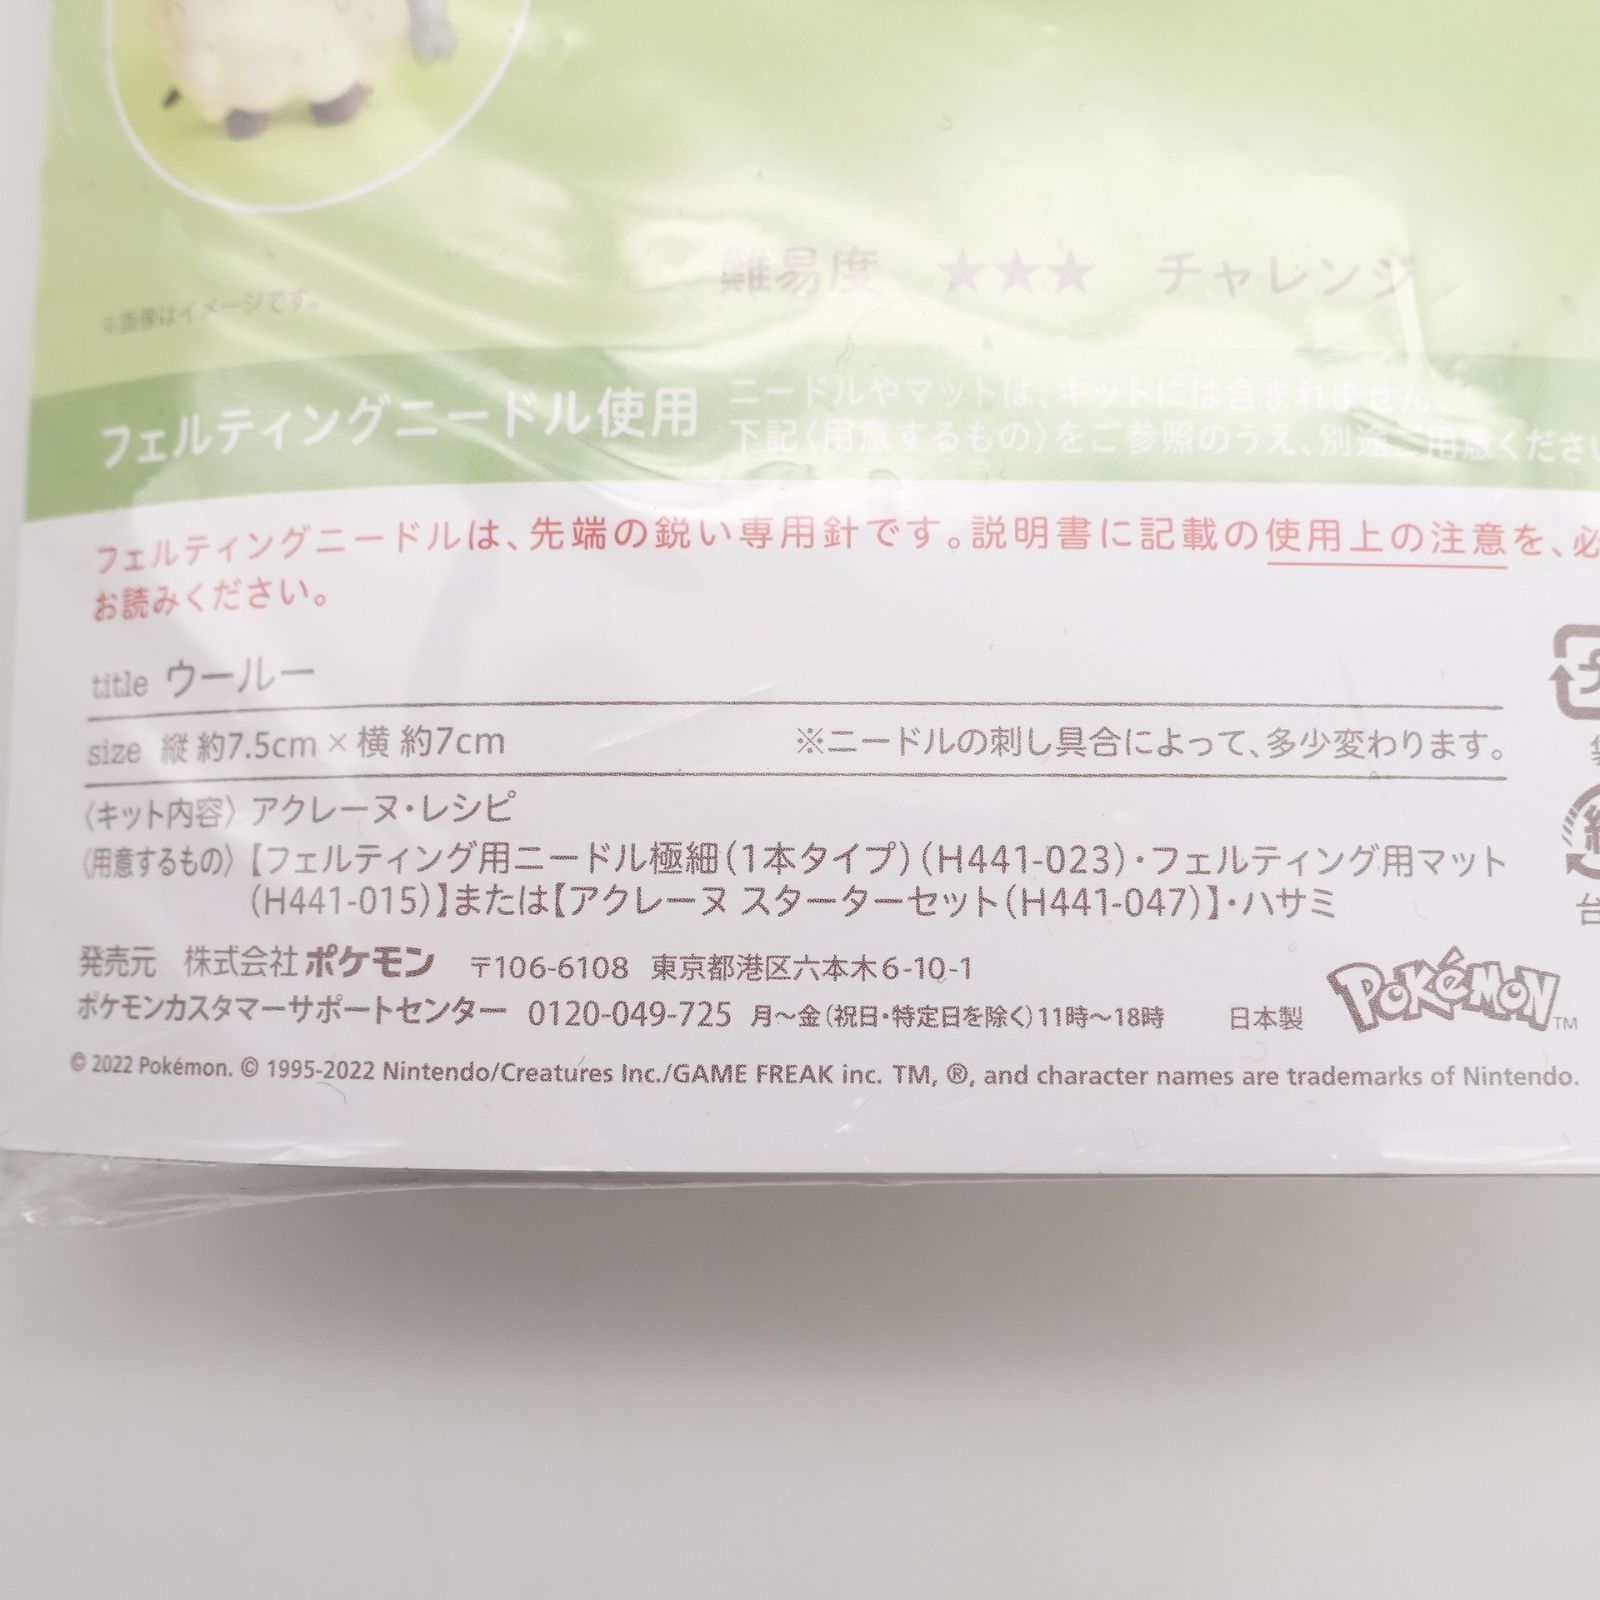 ※画像はイメージです。
難易度 ★★★ チャレンジ
フェルティングニードル使用
ニードルやマットは、キットには含まれません。
下記〈用意するもの〉をご参照のうえ、別途ご用意くださ
フェルティングニードルは、先端の鋭い専用針です。説明書に記載の使用上の注意を、必
お読みください。
title ウールー
size 縦 約7.5cm × 横 約7cm ※ニードルの刺し具合によって、多少変わります。
〈キット内容〉アクレーヌ・レシピ
〈用意するもの〉【フェルティング用ニードル極細(1本タイプ)(H441-023)・フェルティング用マット
(H441-015)】または【アクレーヌ スターターセット(H441-047)】・ハサミ
発売元 株式会社ポケモン 〒106-6108 東京都港区六本木6-10-1
ポケモンカスタマーサポートセンター 0120-049-725 月～金(祝日・特定日を除く)11時～18時 日本製
POKéMON TM
© 2022 Pokémon. © 1995-2022 Nintendo/Creatures Inc./GAME FREAK inc. TM, ®, and character names are trademarks of Nintendo.